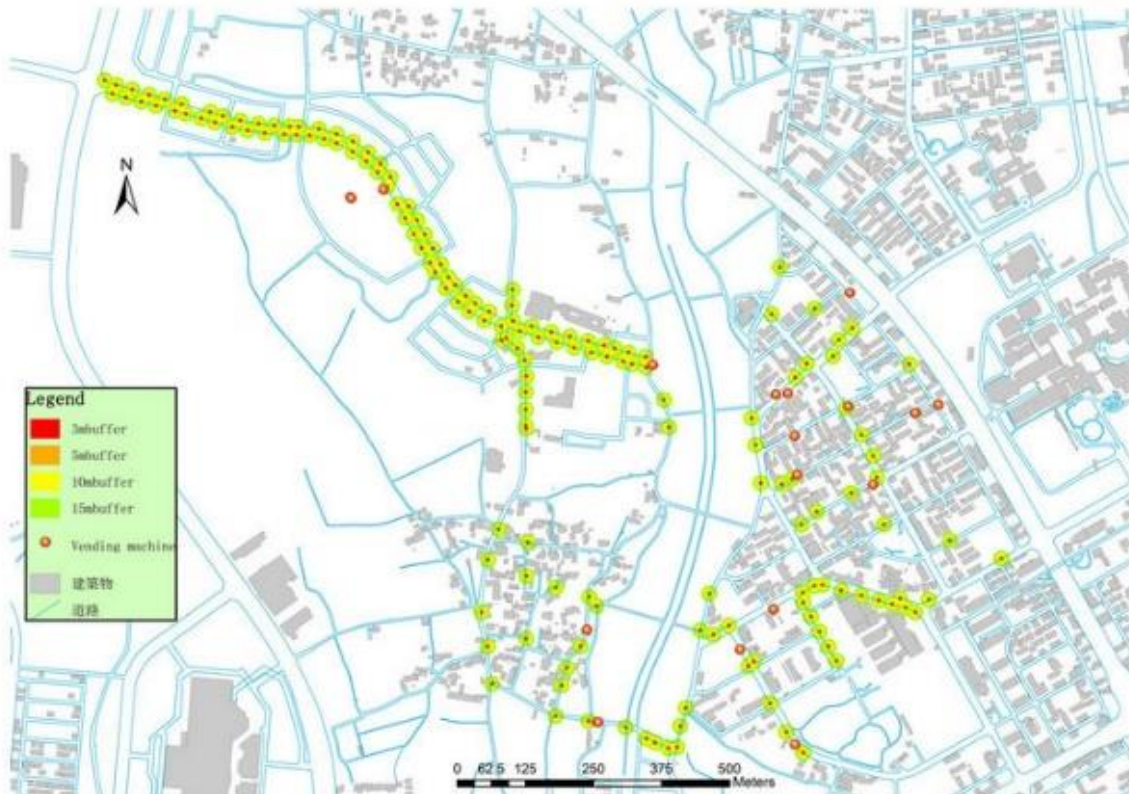 N
Legend
3mbuffer
5mbuffer
10mbuffer
15mbuffer
Vending machine
建築物
道路
0 62.5 125 250 375 500
Meters